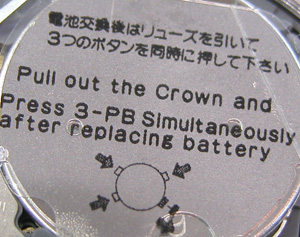 電池交換後はリューズを引いて
3つのボタンを同時に押して下さい
Pull out the Crown and
Press 3-PB Simultaneously
after replacing battery